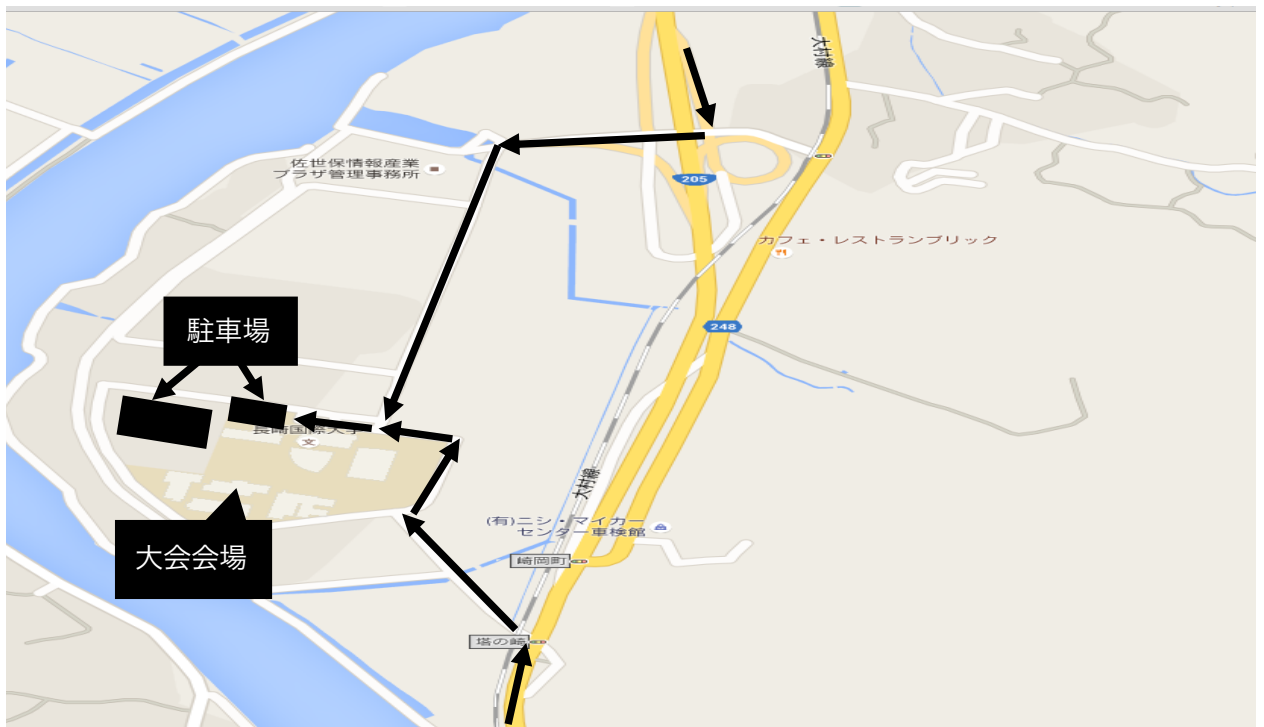 大村線
佐世保情報産業
プラザ管理事務所
205
カフェ・レストランブリック
駐車場
248
長崎国際大学
文
大村線
(有)ニシ・マイカー
センター車検館
大会会場
崎岡町
塔の崎